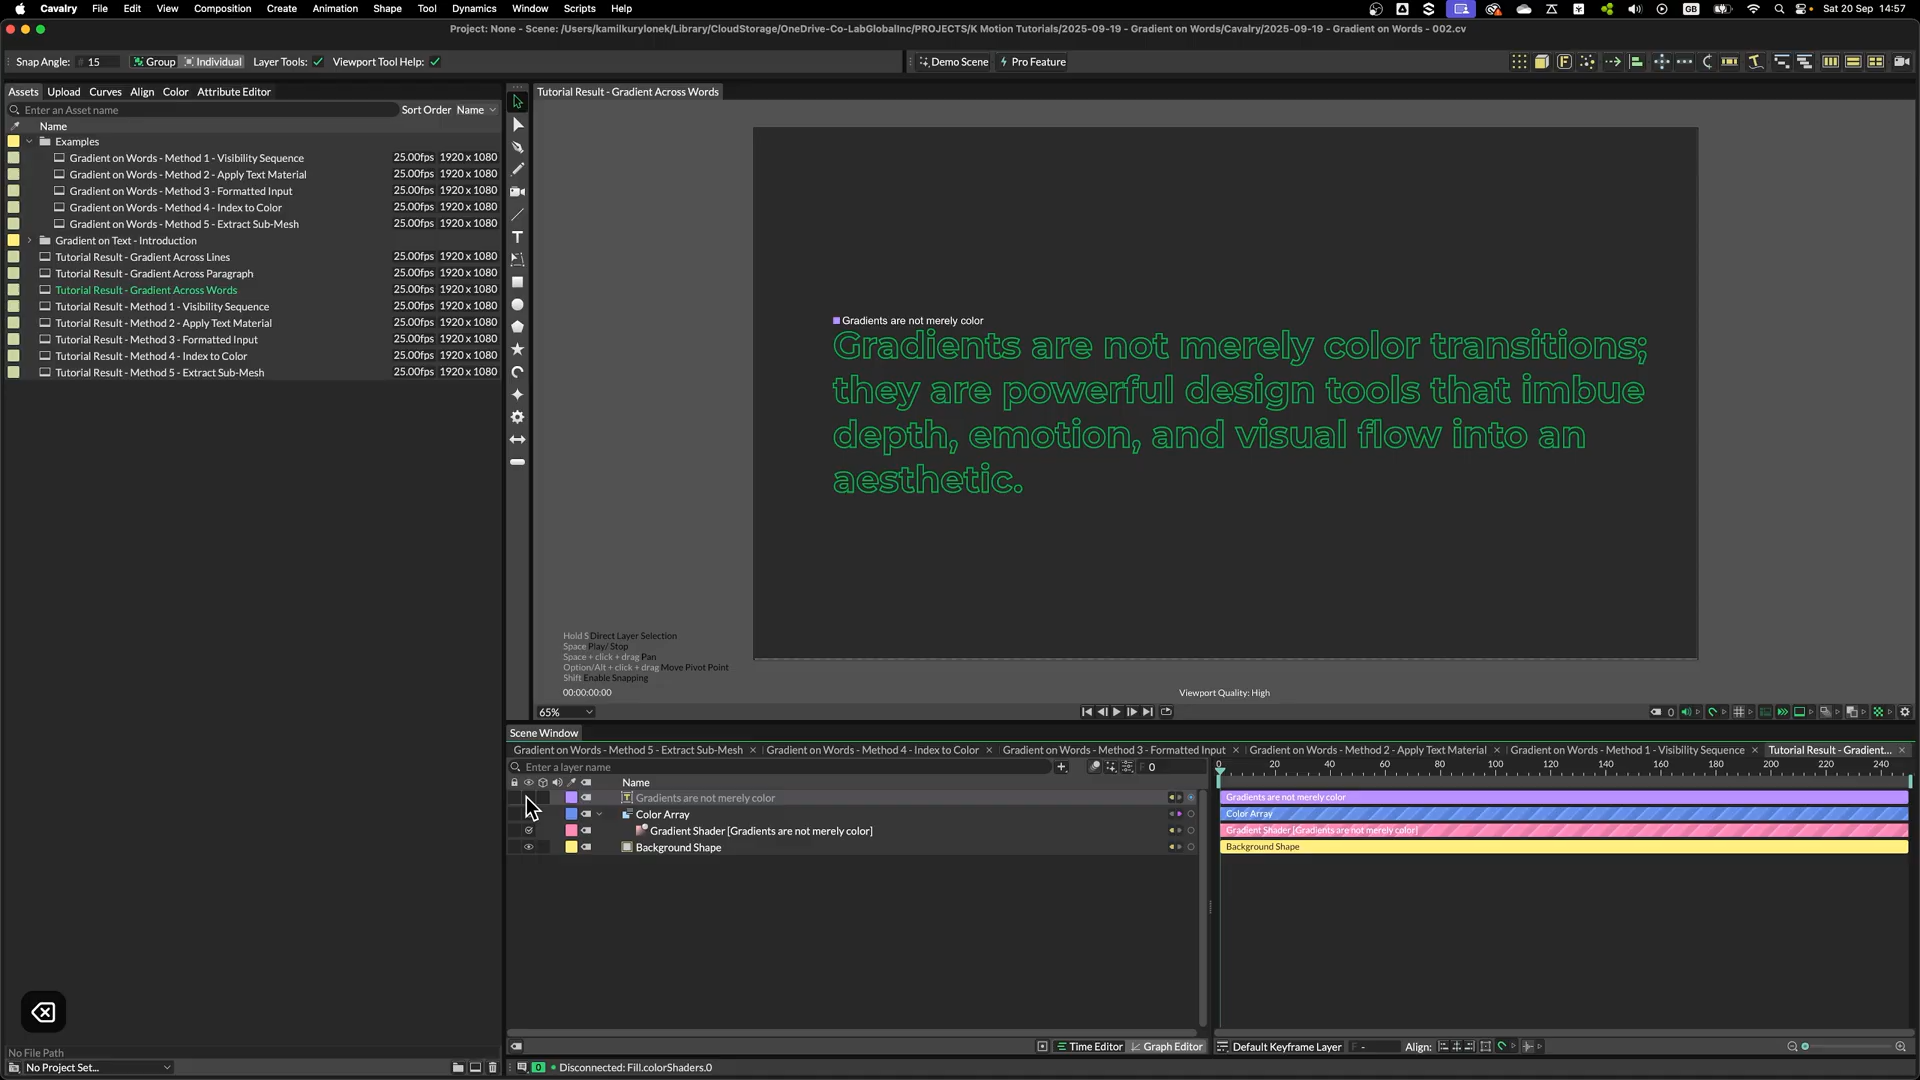 Cavalry File Edit View Composition Create Animation Shape Tool Dynamics Window Scripts Help GB Sat 20 Sep 14:57
Project: None - Scene: /Users/kamilkurylonek/Library/CloudStorage/OneDrive-Co-LabGlobalInc/PROJECTS/K Motion Tutorials/2025-09-19 - Gradient on Words/Cavalry/2025-09-19 - Gradient on Words - 002.cv
Snap Angle: 15 Group Individual Layer Tools: Viewport Tool Help: Demo Scene Pro Feature
Assets Upload Curves Align Color Attribute Editor
Enter an Asset name Sort Order Name
Name
Examples
Gradient on Words - Method 1 - Visibility Sequence 25.00fps 1920 x 1080
Gradient on Words - Method 2 - Apply Text Material 25.00fps 1920 x 1080
Gradient on Words - Method 3 - Formatted Input 25.00fps 1920 x 1080
Gradient on Words - Method 4 - Index to Color 25.00fps 1920 x 1080
Gradient on Words - Method 5 - Extract Sub-Mesh 25.00fps 1920 x 1080
Gradient on Text - Introduction
Tutorial Result - Gradient Across Lines 25.00fps 1920 x 1080
Tutorial Result - Gradient Across Paragraph 25.00fps 1920 x 1080
Tutorial Result - Gradient Across Words 25.00fps 1920 x 1080
Tutorial Result - Method 1 - Visibility Sequence 25.00fps 1920 x 1080
Tutorial Result - Method 2 - Apply Text Material 25.00fps 1920 x 1080
Tutorial Result - Method 3 - Formatted Input 25.00fps 1920 x 1080
Tutorial Result - Method 4 - Index to Color 25.00fps 1920 x 1080
Tutorial Result - Method 5 - Extract Sub-Mesh 25.00fps 1920 x 1080
No File Path
No Project Set...
Tutorial Result - Gradient Across Words
Gradients are not merely color
Gradients are not merely color transitions;
they are powerful design tools that imbue
depth, emotion, and visual flow into an
aesthetic.
Hold S Direct Layer Selection
Space Play/ Stop
Space + click + drag Pan
Option/Alt + click + drag Move Pivot Point
Shift Enable Snapping
00:00:00:00
Viewport Quality: High
65% 0
Scene Window
Gradient on Words - Method 5 - Extract Sub-Mesh Gradient on Words - Method 4 - Index to Color Gradient on Words - Method 3 - Formatted Input Gradient on Words - Method 2 - Apply Text Material Gradient on Words - Method 1 - Visibility Sequence Tutorial Result - Gradient...
Enter a layer name 0
0 20 40 60 80 100 120 140 160 180 200 220 240
Name
Gradients are not merely color Gradients are not merely color
Color Array Color Array
Gradient Shader [Gradients are not merely color] Gradient Shader [Gradients are not merely color]
Background Shape Background Shape
Time Editor Graph Editor Default Keyframe Layer F - Align:
0 Disconnected: Fill.colorShaders.0